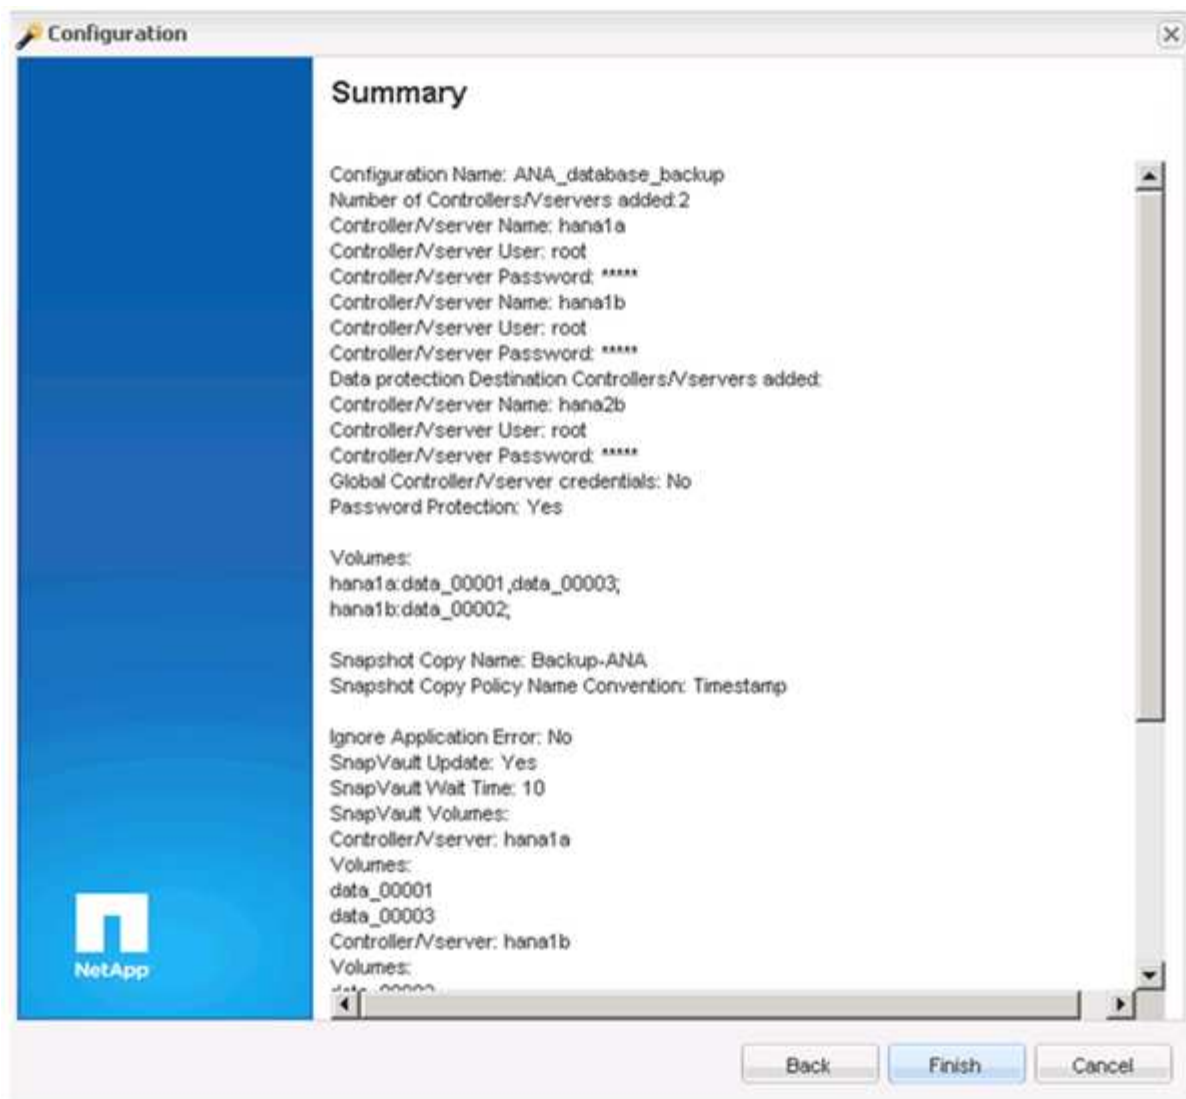 Configuration
Summary
Configuration Name: ANA_database_backup
Number of Controllers/Vservers added:2
Controller/Vserver Name: hana1a
Controller/Vserver User: root
Controller/Vserver Password: *****
Controller/Vserver Name: hana1b
Controller/Vserver User: root
Controller/Vserver Password: *****
Data protection Destination Controllers/Vservers added:
Controller/Vserver Name: hana2b
Controller/Vserver User: root
Controller/Vserver Password: *****
Global Controller/Vserver credentials: No
Password Protection: Yes
Volumes:
hana1a:data_00001,data_00003;
hana1b:data_00002;
Snapshot Copy Name: Backup-ANA
Snapshot Copy Policy Name Convention: Timestamp
Ignore Application Error: No
SnapVault Update: Yes
SnapVault Wait Time: 10
SnapVault Volumes:
Controller/Vserver: hana1a
Volumes:
data_00001
data_00003
Controller/Vserver: hana1b
Volumes:
NetApp
Back Finish Cancel